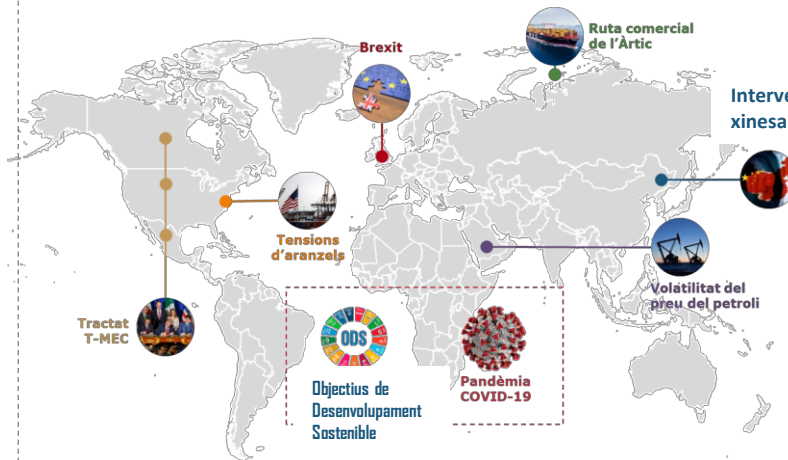 Ruta comercial
de l'Àrtic
Brexit
xinesa
Tensions
d'aranzels
Volatilitat del
preu del petroli
Tractat
T-MEC
ODS
Objectius de
Desenvolupament
Sostenible
Pandèmia
COVID-19